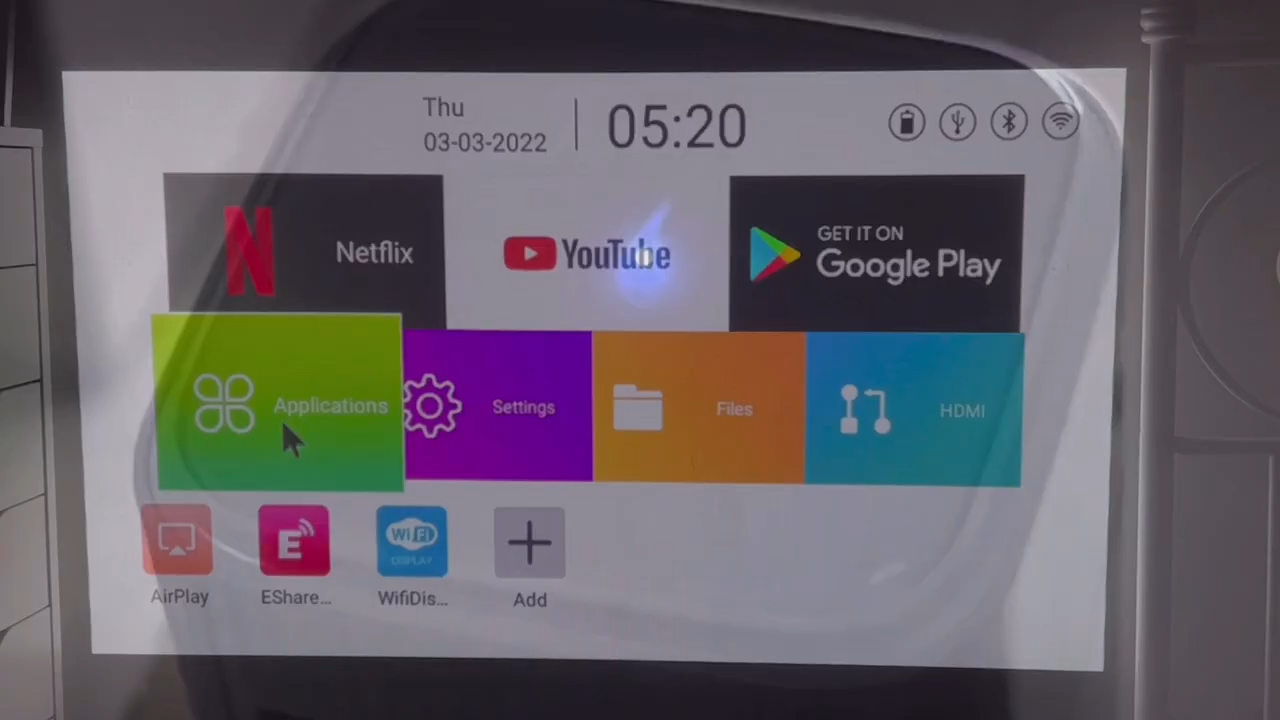 Thu
03-03-2022
05:20
N Netflix
YouTube
GET IT ON
Google Play
Applications
Settings
Files
HDMI
E
WiFi
DISPLAY
AirPlay
EShare...
WifiDis...
Add